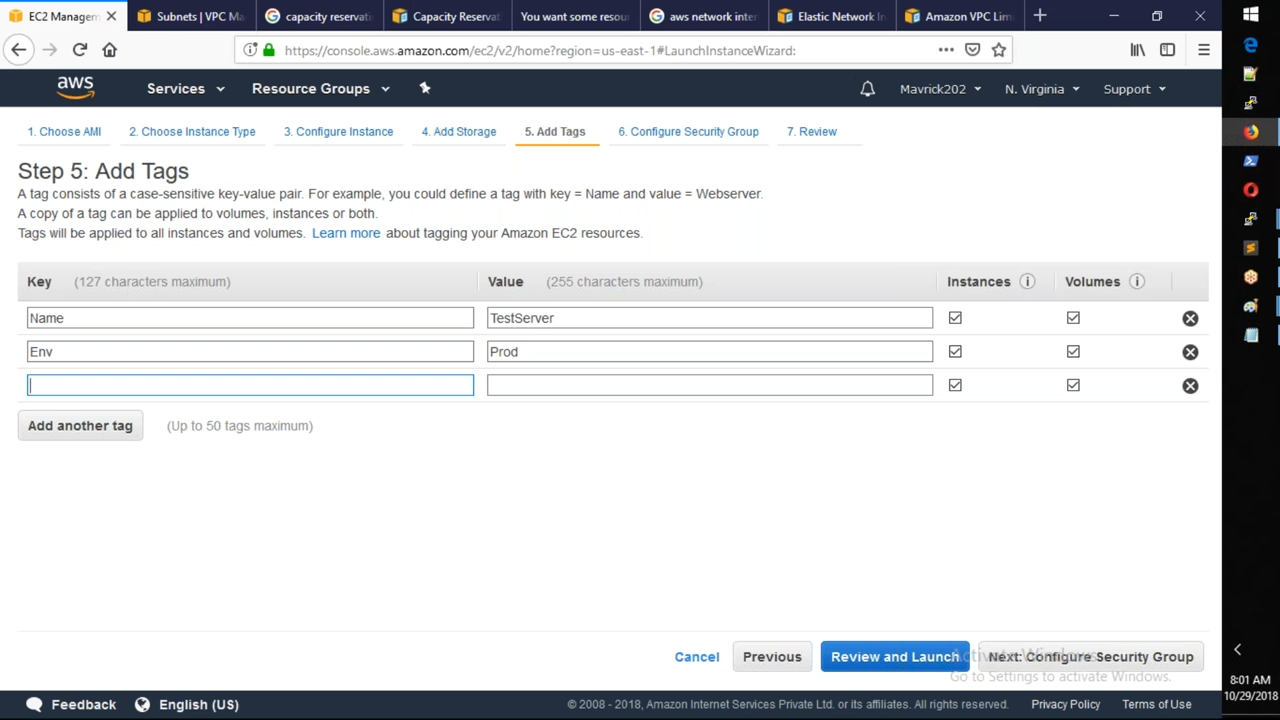 EC2 Managem
Subnets | VPC Ma
capacity reservati
Capacity Reservat
You want some resou
aws network inter
Elastic Network In
Amazon VPC Lim
https://console.aws.amazon.com/ec2/v2/home?region=us-east-1#LaunchInstanceWizard:
aws
Services
Resource Groups
Mavrick202
N. Virginia
Support
1. Choose AMI
2. Choose Instance Type
3. Configure Instance
4. Add Storage
5. Add Tags
6. Configure Security Group
7. Review
Step 5: Add Tags
A tag consists of a case-sensitive key-value pair. For example, you could define a tag with key = Name and value = Webserver.
A copy of a tag can be applied to volumes, instances or both.
Tags will be applied to all instances and volumes. Learn more about tagging your Amazon EC2 resources.
Key (127 characters maximum)
Value (255 characters maximum)
Instances
Volumes
Name
TestServer
Env
Prod
Add another tag
(Up to 50 tags maximum)
Cancel
Previous
Review and Launch
Next: Configure Security Group
Activate Windows
Go to Settings to activate Windows.
Feedback
English (US)
© 2008 - 2018, Amazon Internet Services Private Ltd. or its affiliates. All rights reserved.
Privacy Policy
Terms of Use
8:01 AM
10/29/2018